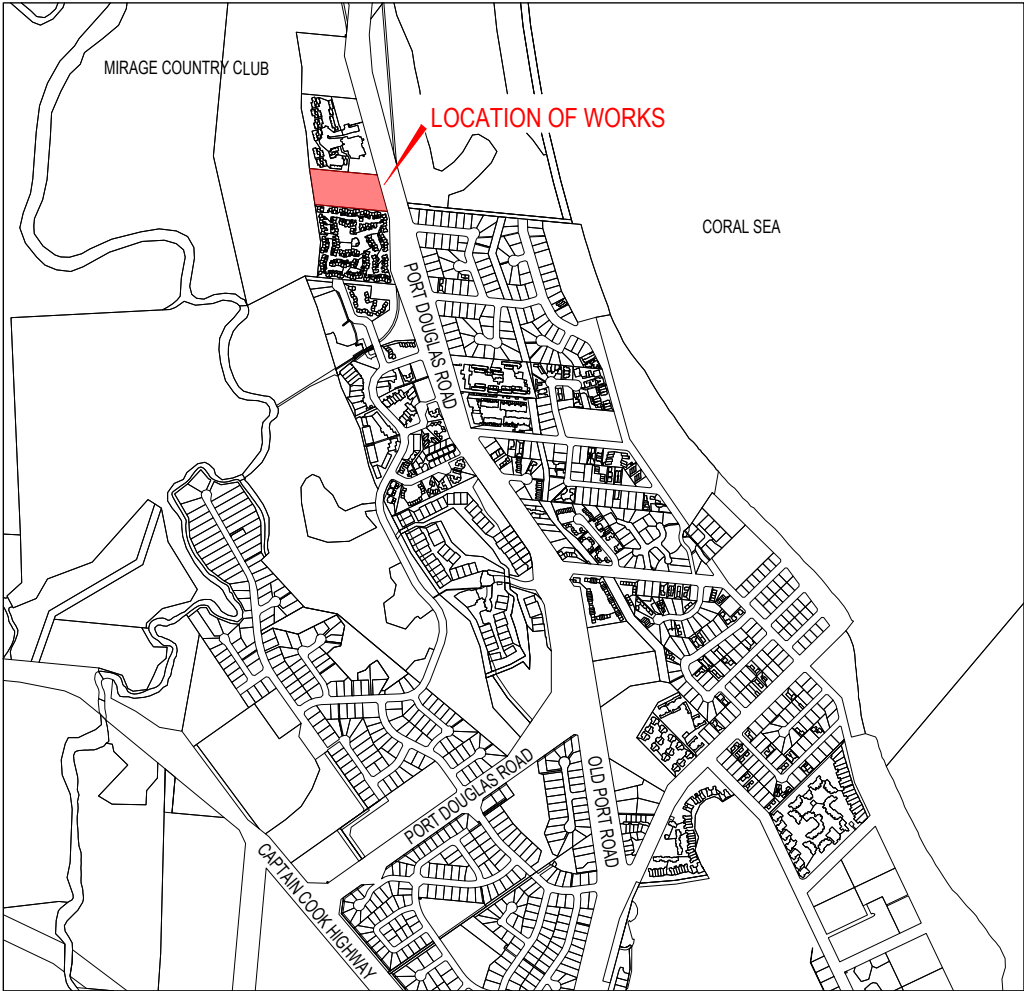 MIRAGE COUNTRY CLUB
LOCATION OF WORKS
CORAL SEA
PORT DOUGLAS ROAD
PORT DOUGLAS ROAD
OLD PORT ROAD
CAPTAIN COOK HIGHWAY